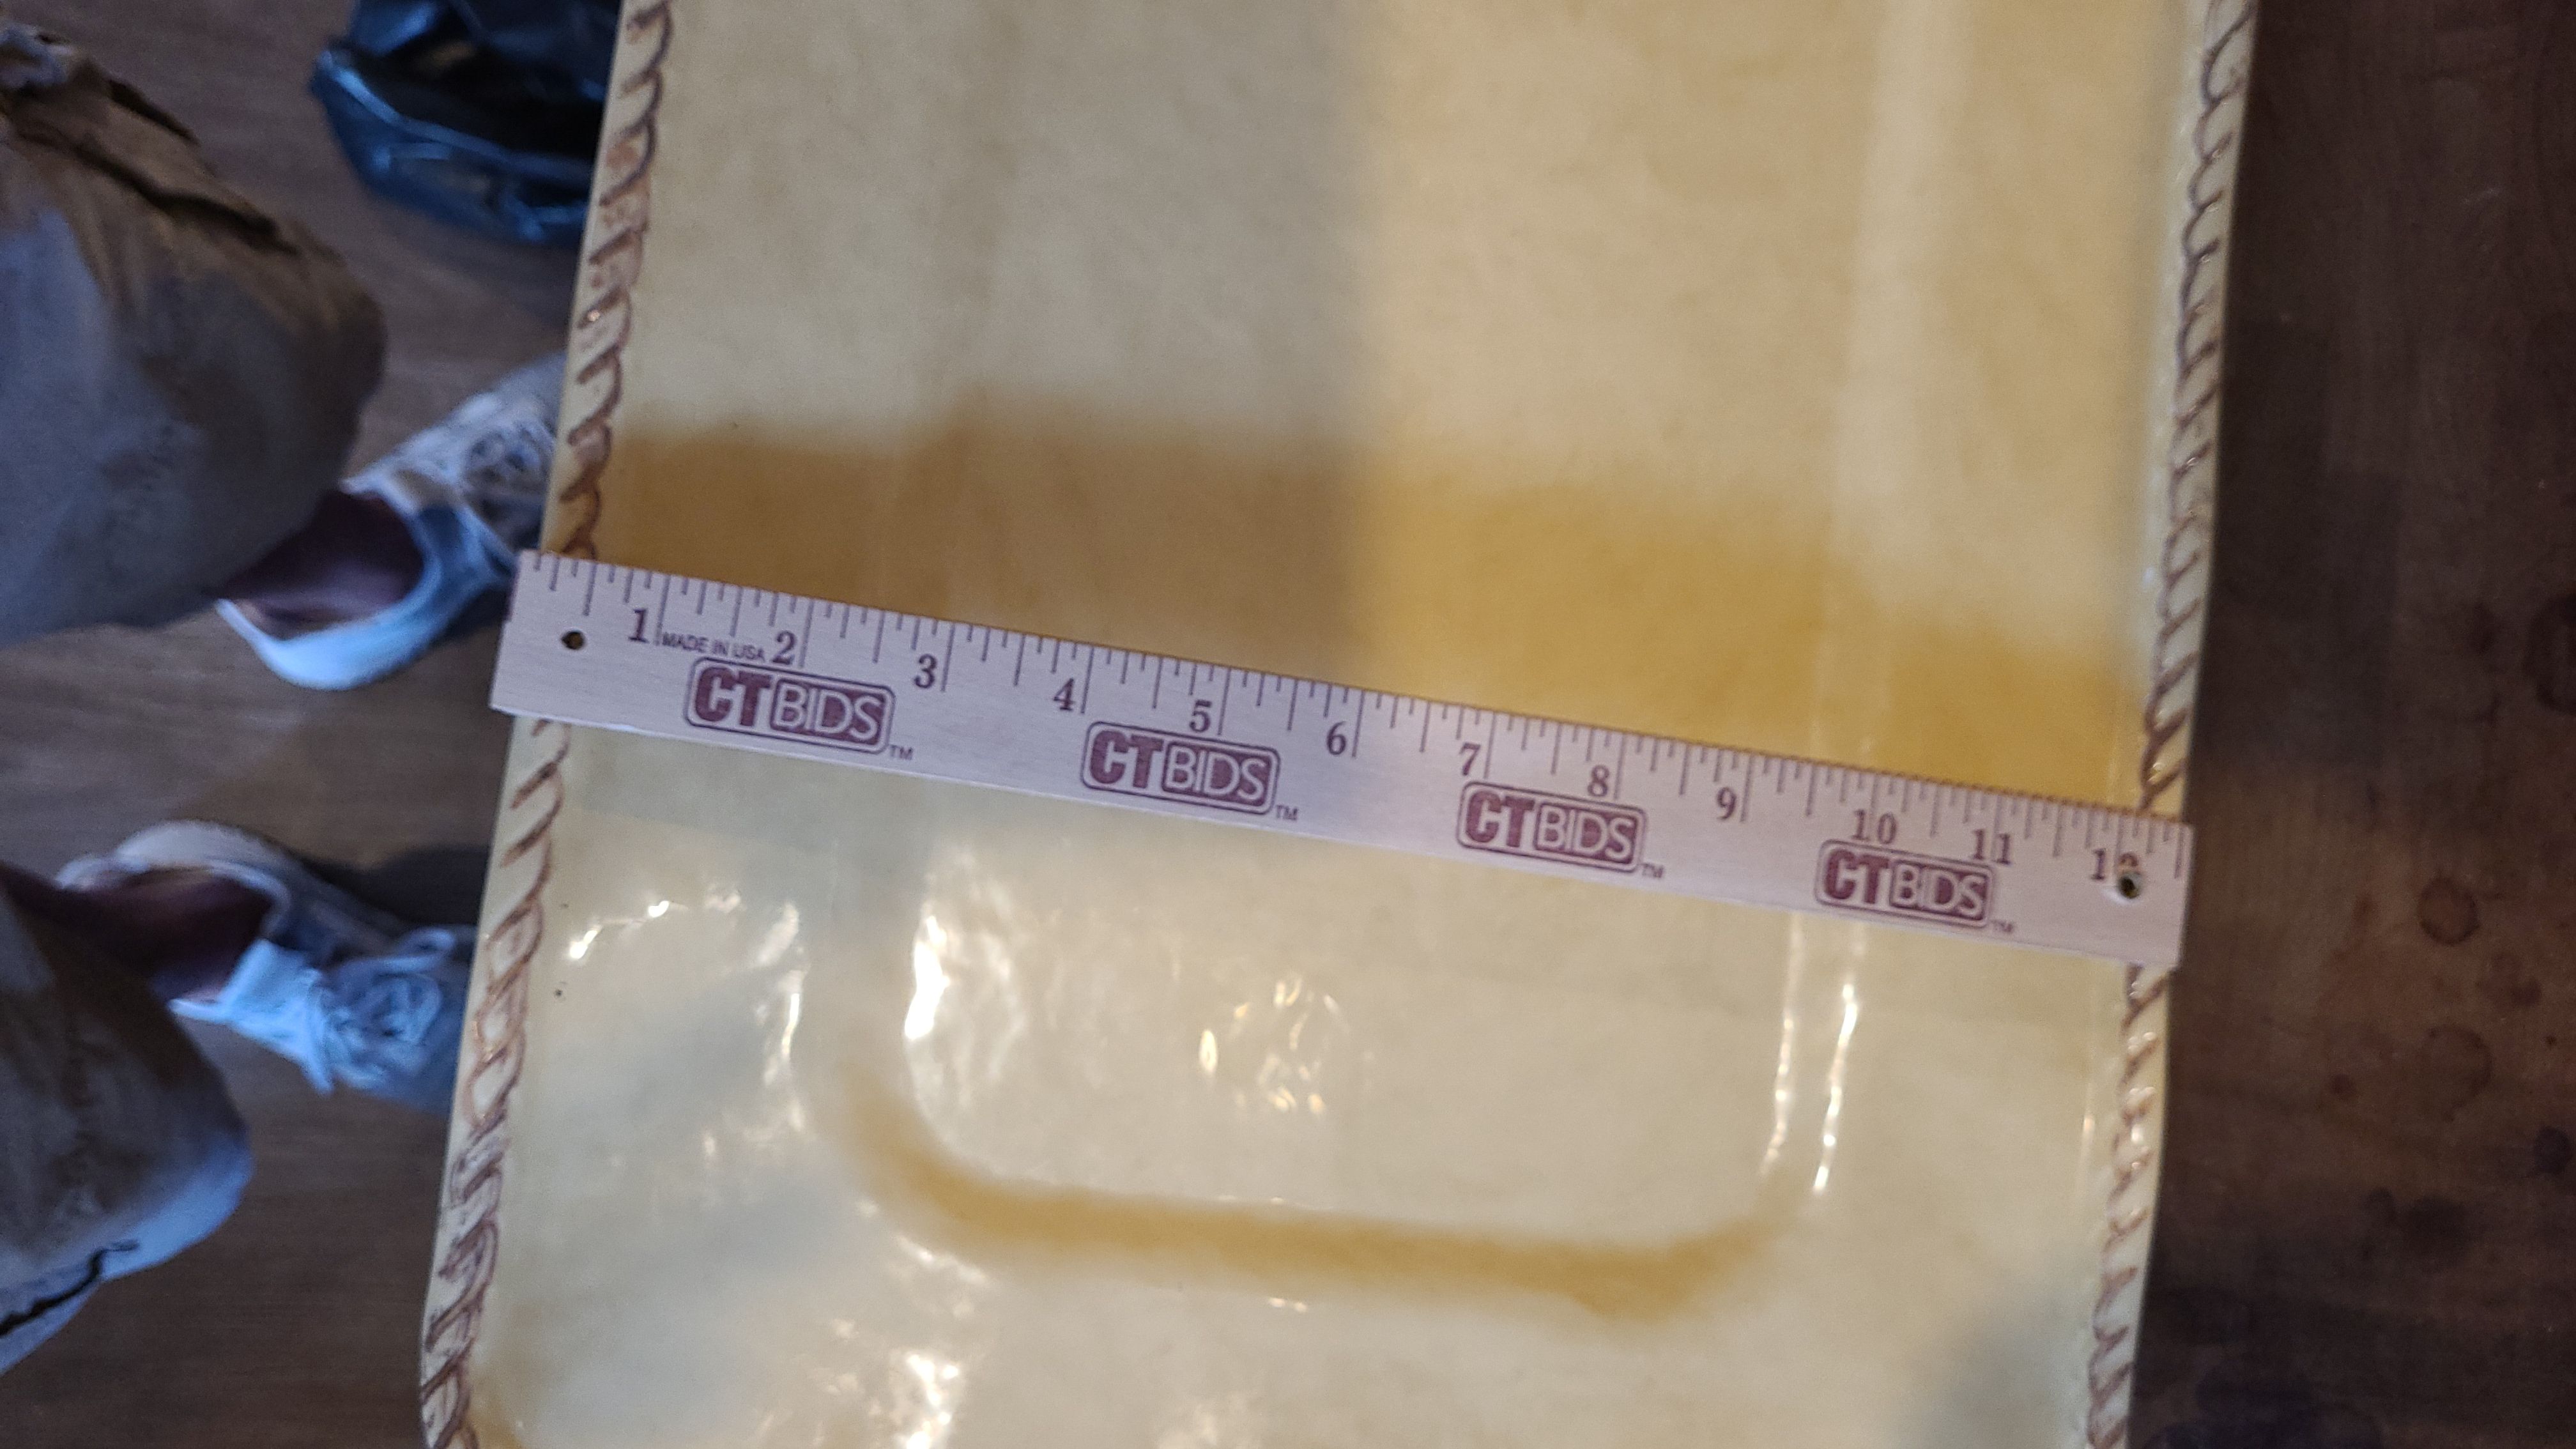 1 2 3 4 5 6 7 8 9 10 11 12
MADE IN USA
CTBIDS™ CTBIDS™ CTBIDS™ CTBIDS™